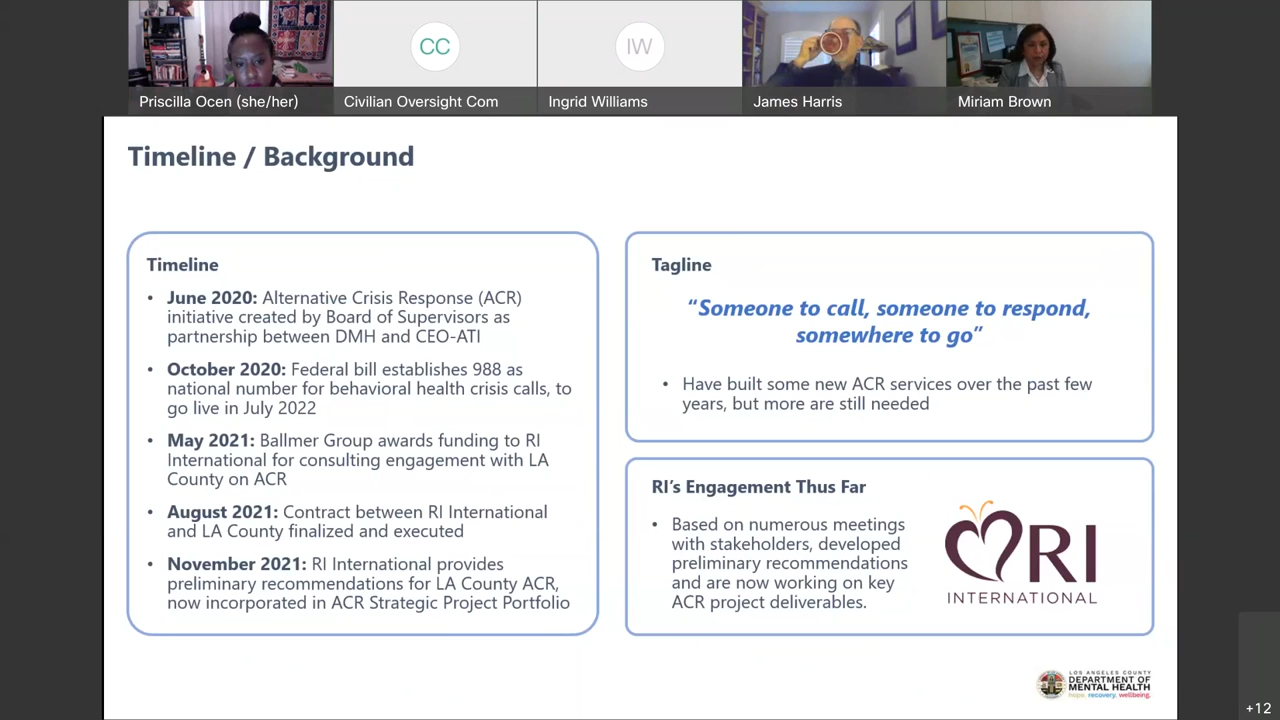 CC
IW
Priscilla Ocen (she/her)
Civilian Oversight Com
Ingrid Williams
James Harris
Miriam Brown
Timeline / Background
Timeline
• June 2020: Alternative Crisis Response (ACR)
initiative created by Board of Supervisors as
partnership between DMH and CEO-ATI
• October 2020: Federal bill establishes 988 as
national number for behavioral health crisis calls, to
go live in July 2022
• May 2021: Ballmer Group awards funding to RI
International for consulting engagement with LA
County on ACR
• August 2021: Contract between RI International
and LA County finalized and executed
• November 2021: RI International provides
preliminary recommendations for LA County ACR,
now incorporated in ACR Strategic Project Portfolio
Tagline
“Someone to call, someone to respond,
somewhere to go”
• Have built some new ACR services over the past few
years, but more are still needed
RI’s Engagement Thus Far
• Based on numerous meetings
with stakeholders, developed
preliminary recommendations
and are now working on key
ACR project deliverables.
RI
INTERNATIONAL
LOS ANGELES COUNTY
DEPARTMENT OF
MENTAL HEALTH
hope. recovery. wellbeing.
+12